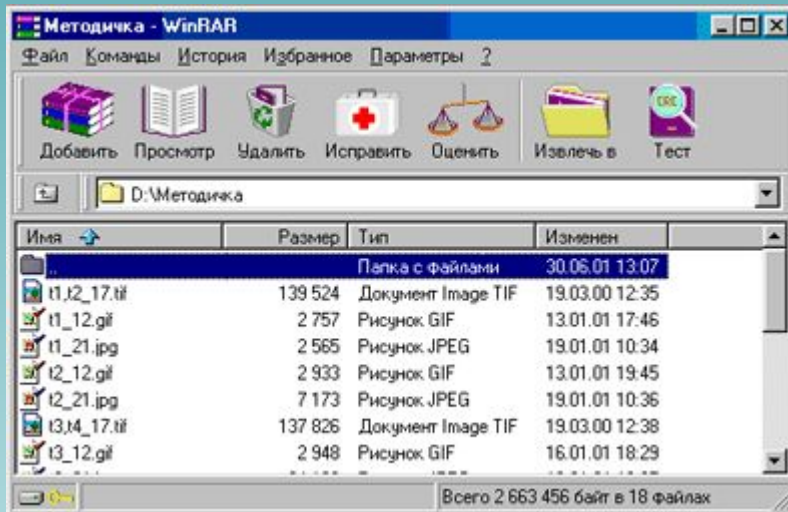 Методичка - WinRAR
Файл Команды История Избранное Параметры ?
Добавить Просмотр Удалить Исправить Оценить Извлечь в Тест
D:\Методичка
Имя Размер Тип Изменен
.. Папка с файлами 30.06.01 13:07
t1,t2_17.tif 139 524 Документ Image TIF 19.03.00 12:35
t1_12.gif 2 757 Рисунок GIF 13.01.01 17:46
t1_21.jpg 2 565 Рисунок JPEG 19.01.01 10:34
t2_12.gif 2 933 Рисунок GIF 13.01.01 19:45
t2_21.jpg 7 173 Рисунок JPEG 19.01.01 10:36
t3,t4_17.tif 137 826 Документ Image TIF 19.03.00 12:38
t3_12.gif 2 948 Рисунок GIF 16.01.01 18:29
Всего 2 663 456 байт в 18 файлах